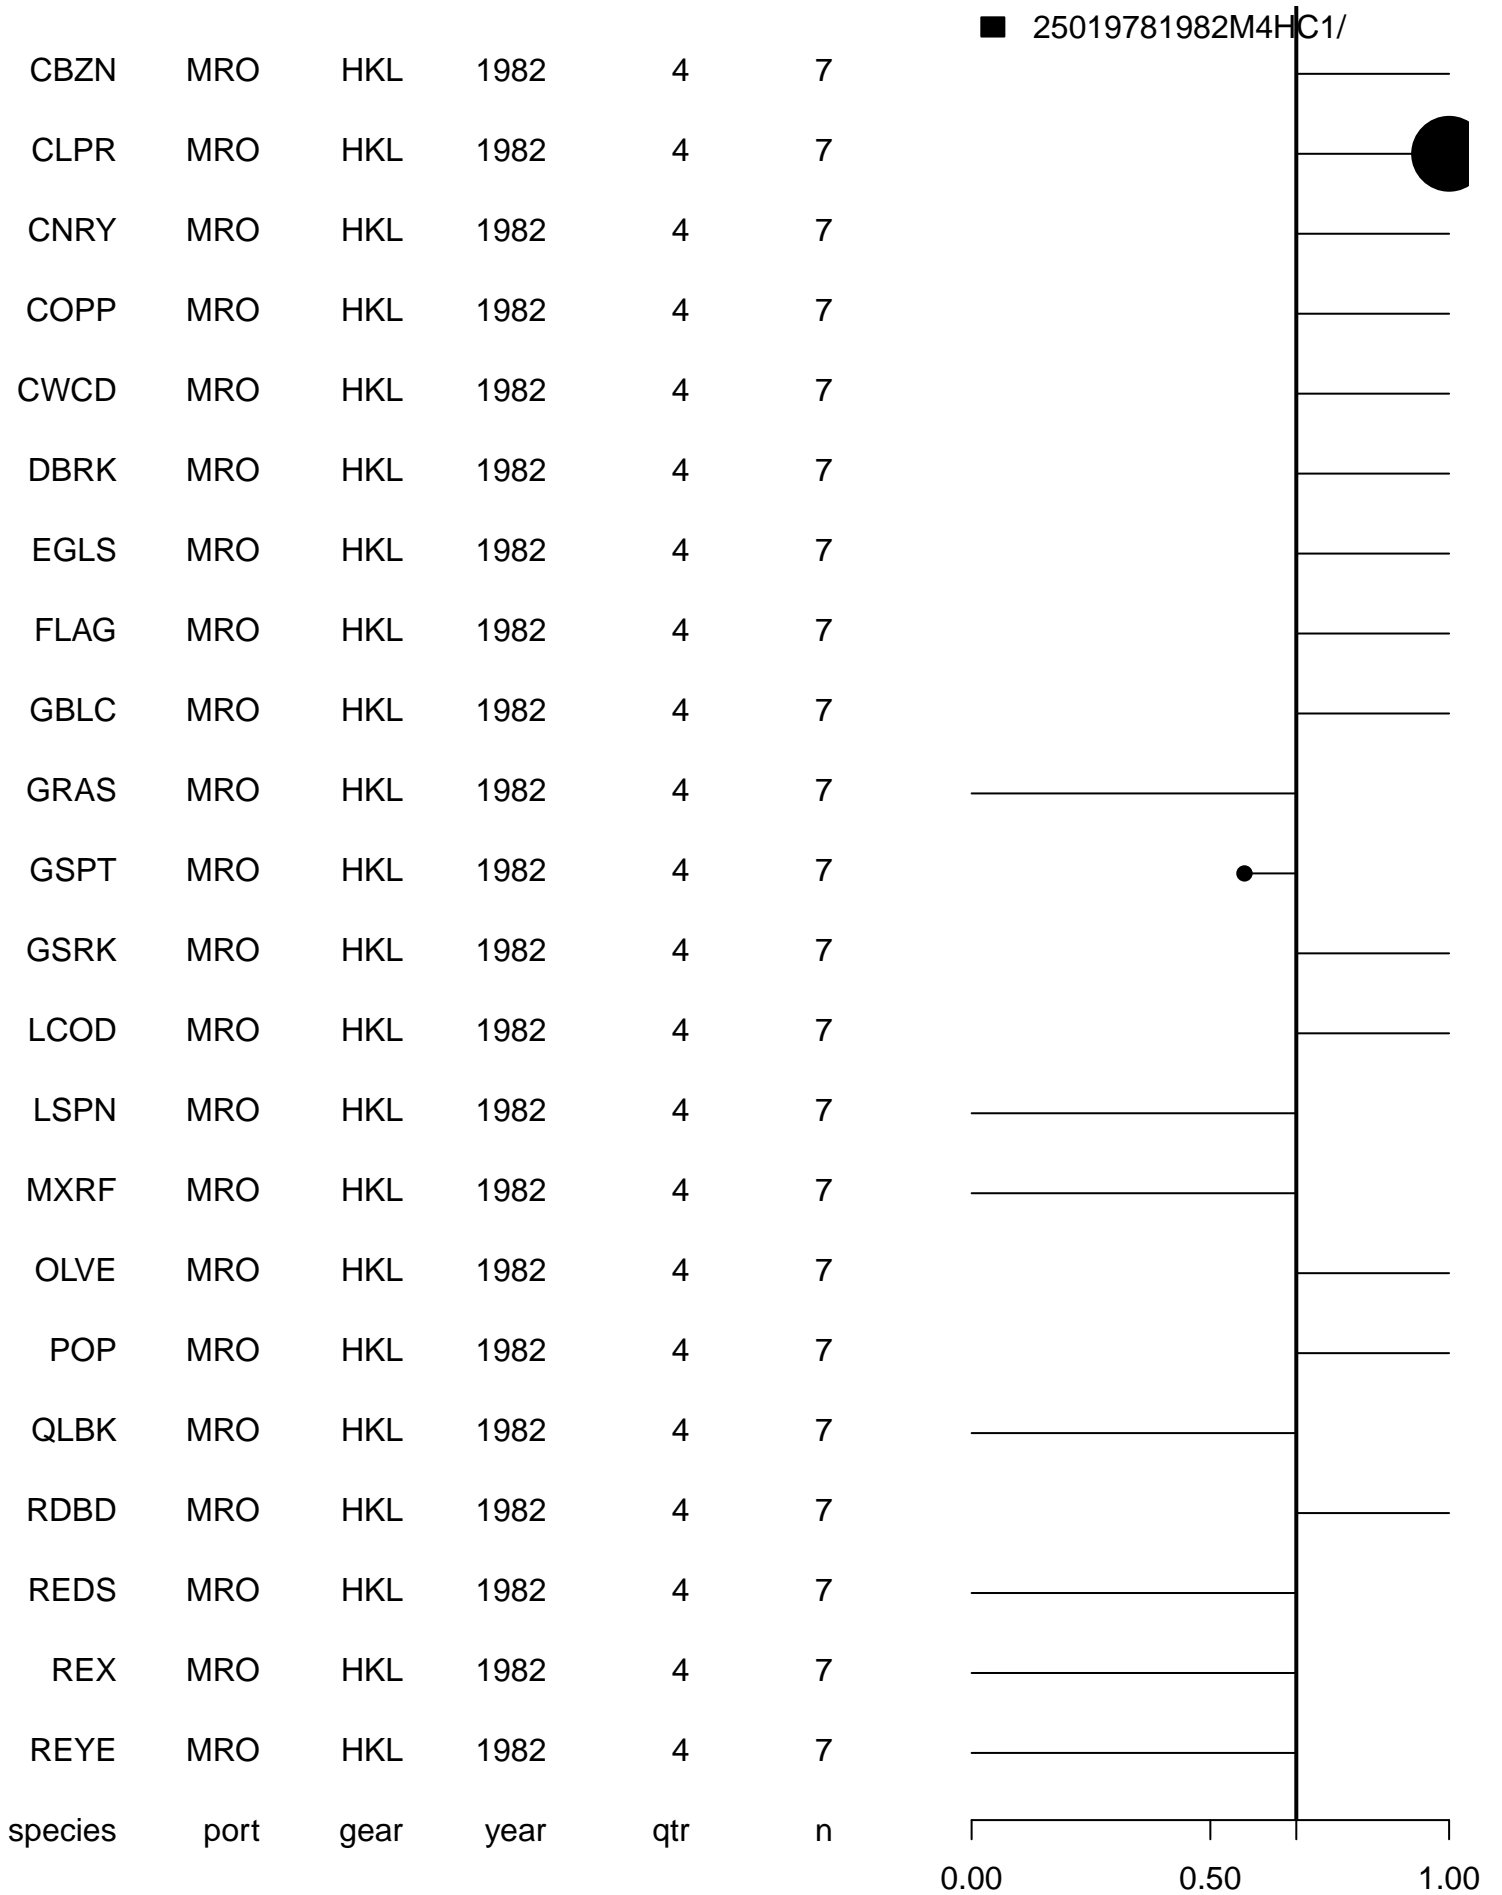 25019781982M4HC1/
CBZN MRO HKL 1982 4 7
CLPR MRO HKL 1982 4 7
CNRY MRO HKL 1982 4 7
COPP MRO HKL 1982 4 7
CWCD MRO HKL 1982 4 7
DBRK MRO HKL 1982 4 7
EGLS MRO HKL 1982 4 7
FLAG MRO HKL 1982 4 7
GBLC MRO HKL 1982 4 7
GRAS MRO HKL 1982 4 7
GSPT MRO HKL 1982 4 7
GSRK MRO HKL 1982 4 7
LCOD MRO HKL 1982 4 7
LSPN MRO HKL 1982 4 7
MXRF MRO HKL 1982 4 7
OLVE MRO HKL 1982 4 7
POP MRO HKL 1982 4 7
QLBK MRO HKL 1982 4 7
RDBD MRO HKL 1982 4 7
REDS MRO HKL 1982 4 7
REX MRO HKL 1982 4 7
REYE MRO HKL 1982 4 7
species port gear year qtr n
0.00 0.50 1.00